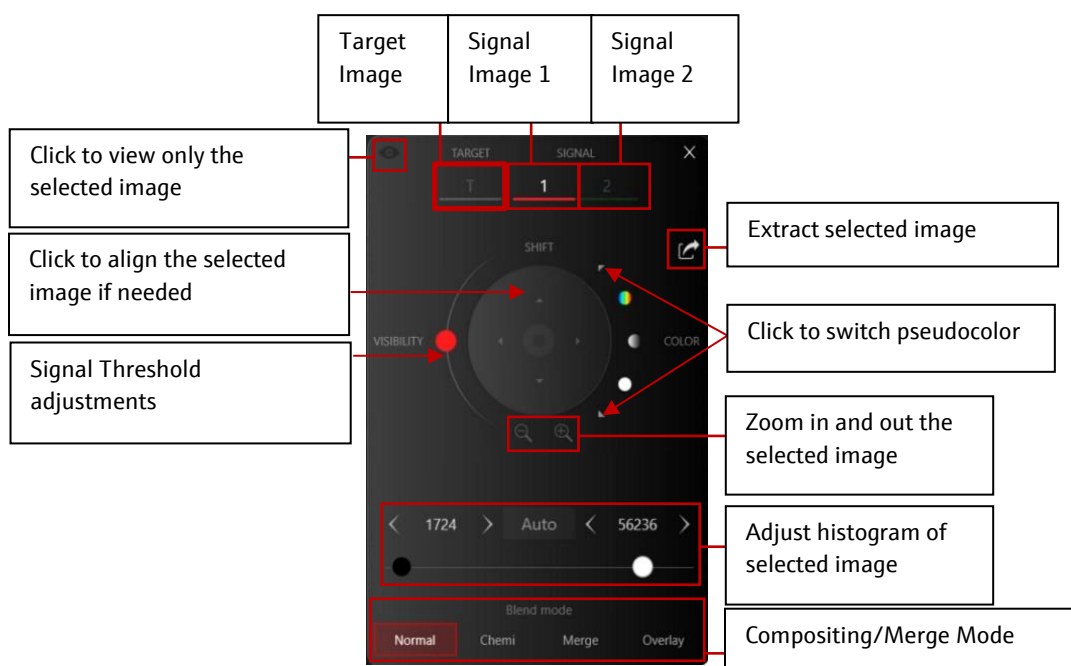 Target
Image
Signal
Image 1
Signal
Image 2
Click to view only the
selected image
TARGET
SIGNAL
X
T
1
2
Extract selected image
SHIFT
Click to align the selected
image if needed
VISIBILITY
COLOR
Click to switch pseudocolor
Signal Threshold
adjustments
Zoom in and out the
selected image
1724
Auto
56236
Adjust histogram of
selected image
Blend mode
Normal
Chemi
Merge
Overlay
Compositing/Merge Mode